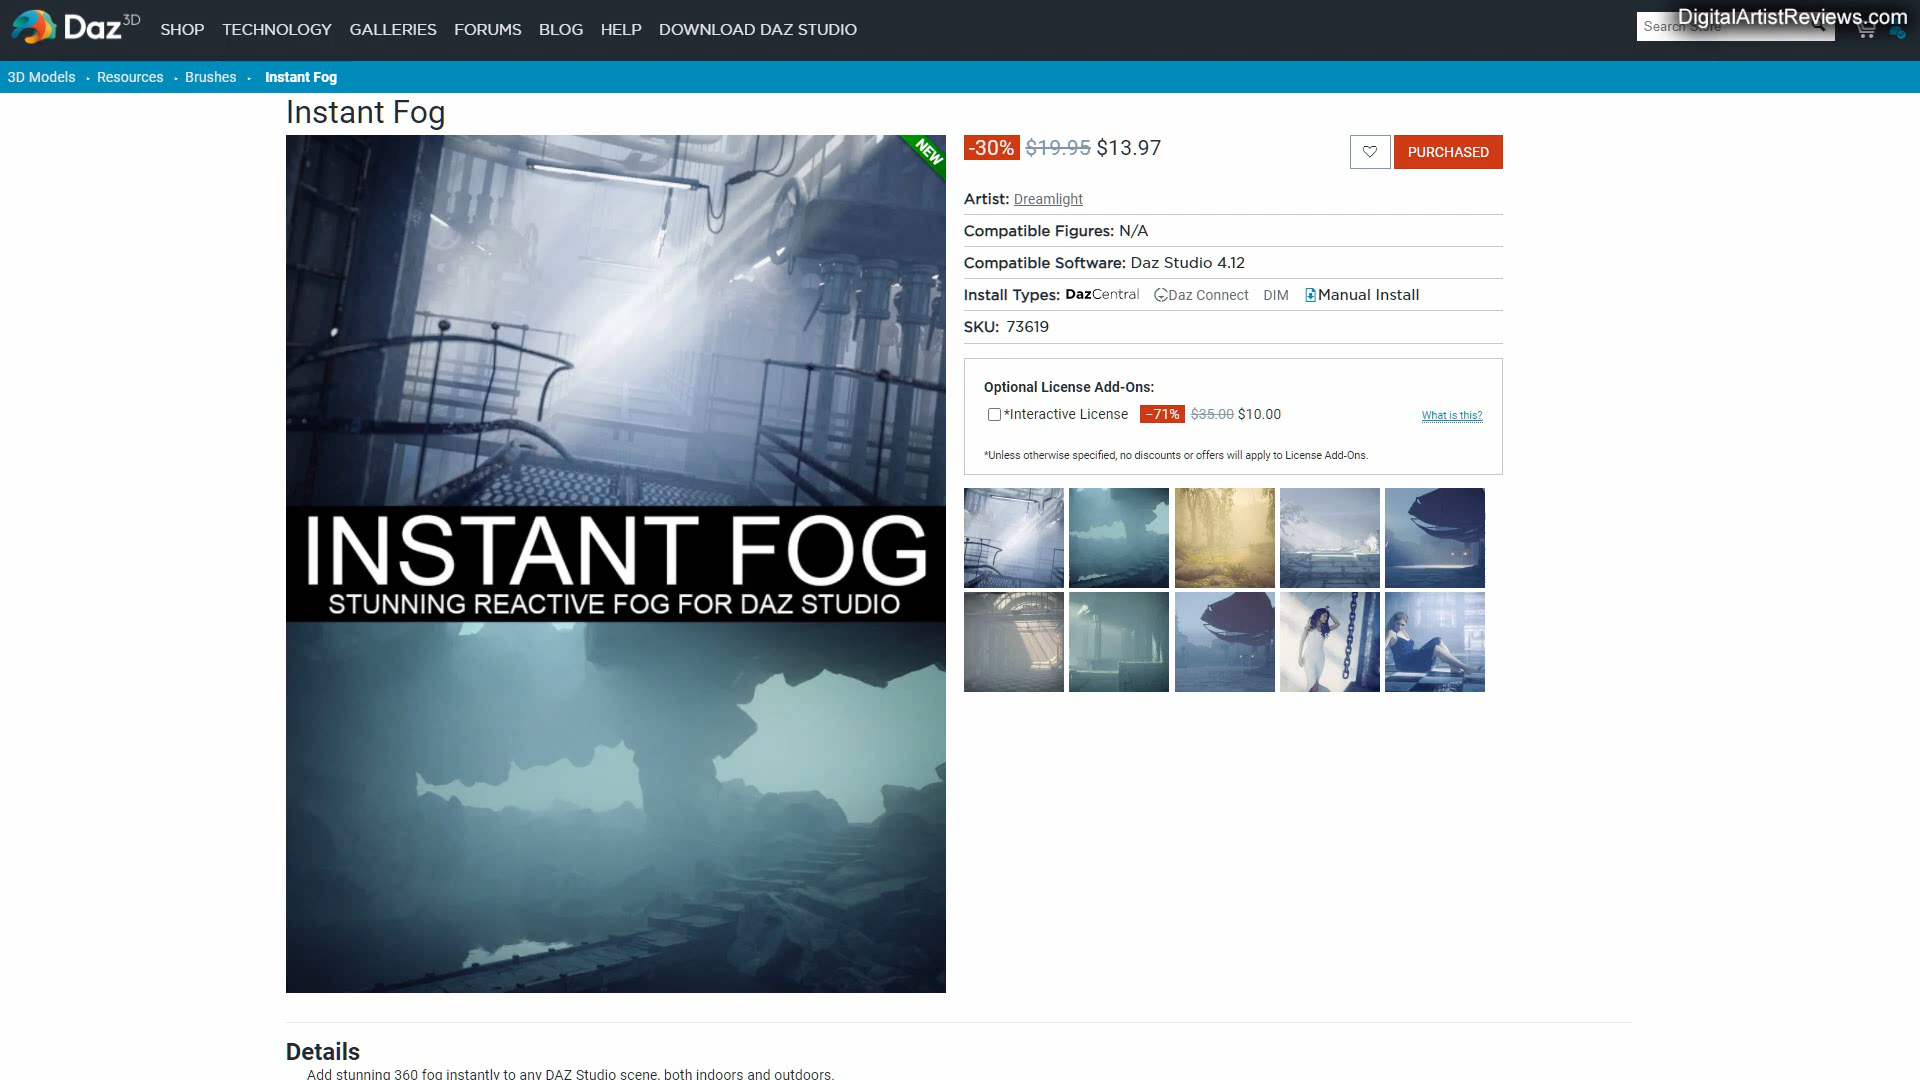 Daz 3D
SHOP TECHNOLOGY GALLERIES FORUMS BLOG HELP DOWNLOAD DAZ STUDIO
Search Store
DigitalArtistReviews.com
3D Models • Resources • Brushes • Instant Fog
Instant Fog
NEW
INSTANT FOG
STUNNING REACTIVE FOG FOR DAZ STUDIO
-30% $19.95 $13.97
PURCHASED
Artist: Dreamlight
Compatible Figures: N/A
Compatible Software: Daz Studio 4.12
Install Types: DazCentral Daz Connect DIM Manual Install
SKU: 73619
Optional License Add-Ons:
*Interactive License –71% $35.00 $10.00 What is this?
*Unless otherwise specified, no discounts or offers will apply to License Add-Ons.
Details
Add stunning 360 fog instantly to any DAZ Studio scene, both indoors and outdoors.